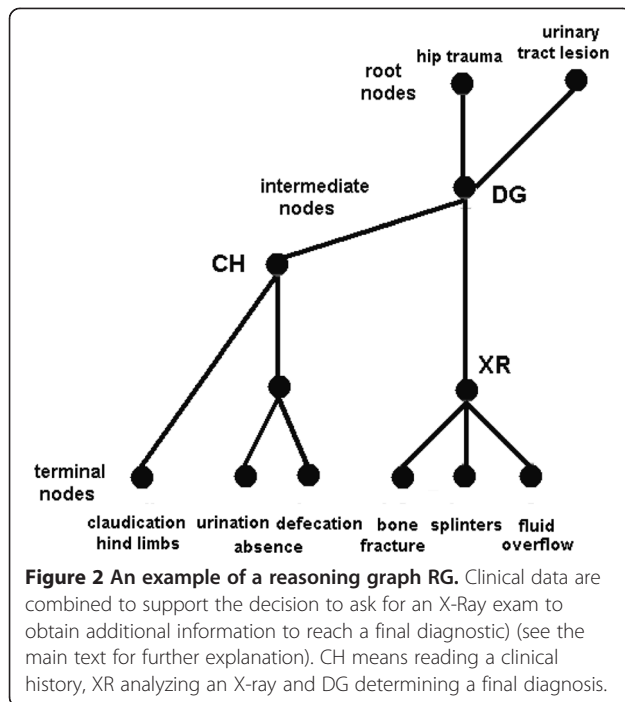 urinary
hip trauma tract lesion
root
nodes
intermediate
nodes
DG
CH
XR
terminal
nodes
claudication urination defecation bone splinters fluid
hind limbs absence fracture overflow
Figure 2 An example of a reasoning graph RG. Clinical data are
combined to support the decision to ask for an X-Ray exam to
obtain additional information to reach a final diagnostic) (see the
main text for further explanation). CH means reading a clinical
history, XR analyzing an X-ray and DG determining a final diagnosis.